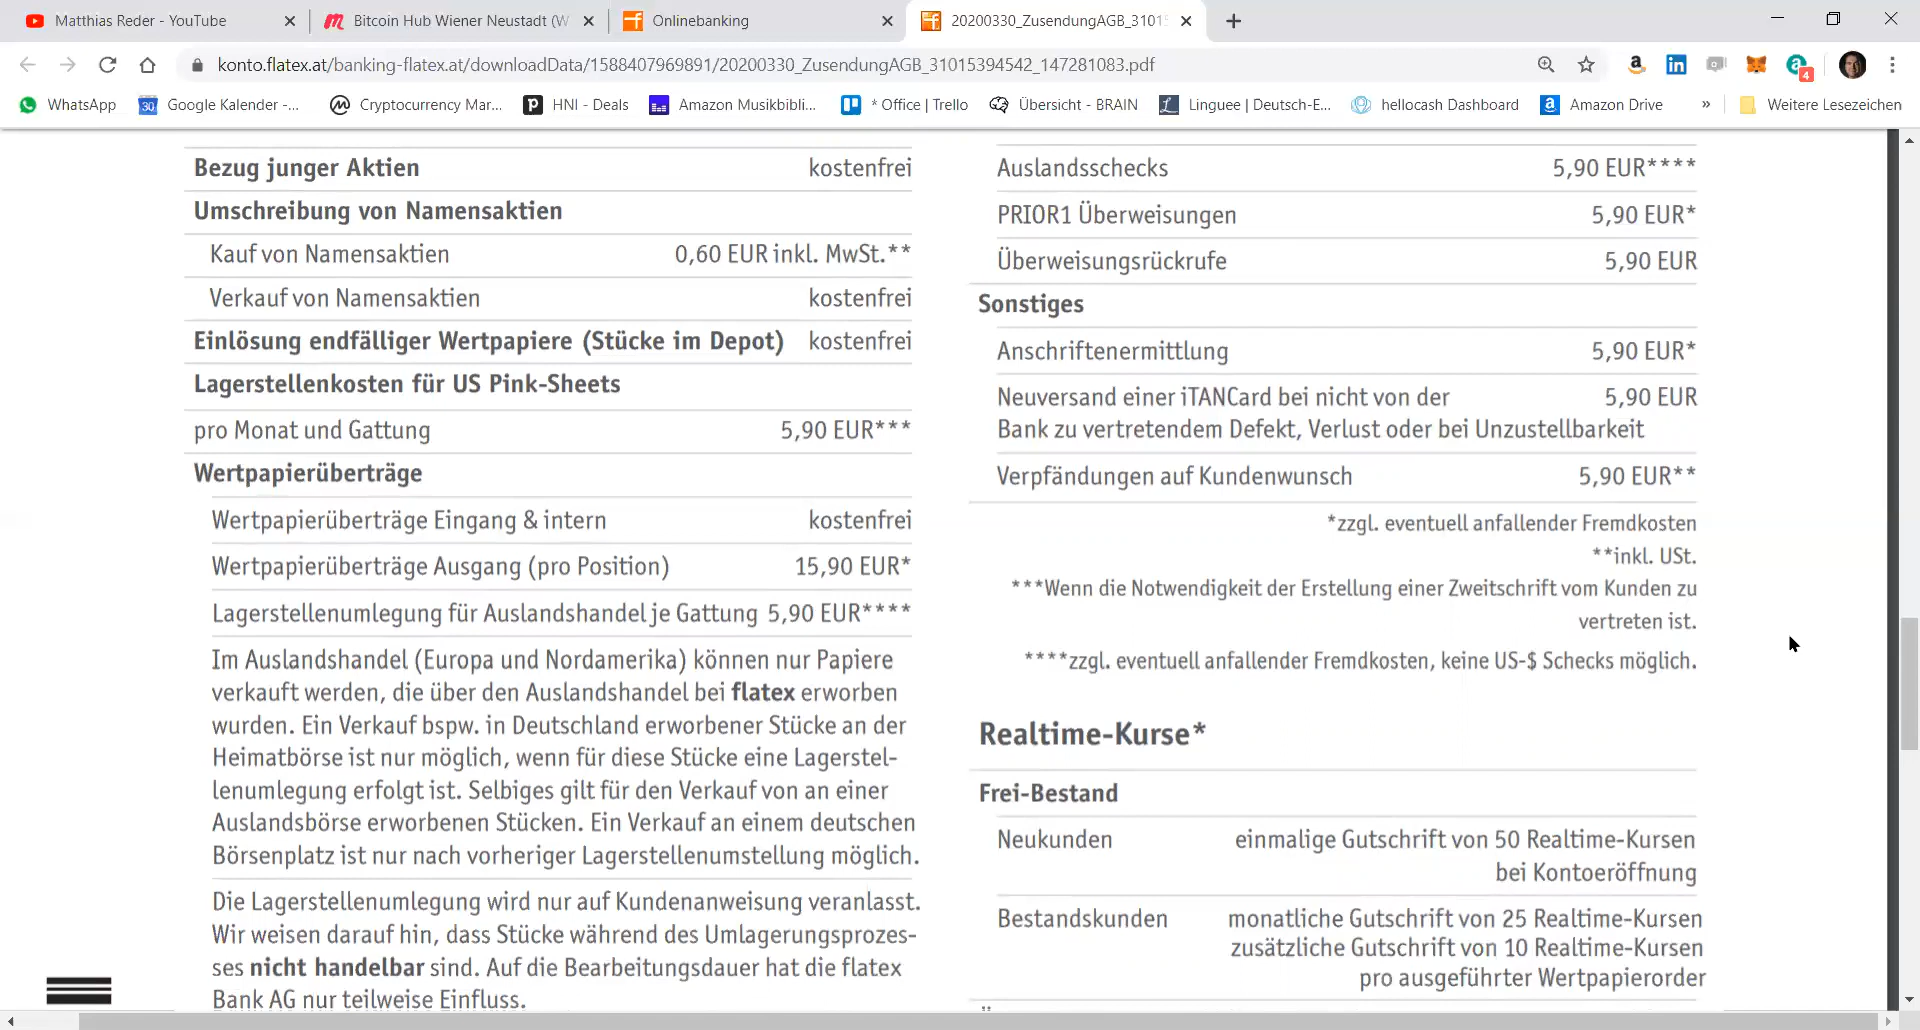 Matthias Reder - YouTube
Bitcoin Hub Wiener Neustadt (W
Onlinebanking
20200330_ZusendungAGB_3101
konto.flatex.at/banking-flatex.at/downloadData/1588407969891/20200330_ZusendungAGB_31015394542_147281083.pdf
4
WhatsApp
30
Google Kalender -...
Cryptocurrency Mar...
HNI - Deals
Amazon Musikbibli...
* Office | Trello
Übersicht - BRAIN
Linguee | Deutsch-E...
hellocash Dashboard
Amazon Drive
»
Weitere Lesezeichen
Bezug junger Aktien kostenfrei
Umschreibung von Namensaktien
Kauf von Namensaktien 0,60 EUR inkl. MwSt.**
Verkauf von Namensaktien kostenfrei
Einlösung endfälliger Wertpapiere (Stücke im Depot) kostenfrei
Lagerstellenkosten für US Pink-Sheets
pro Monat und Gattung 5,90 EUR***
Wertpapierüberträge
Wertpapierüberträge Eingang & intern kostenfrei
Wertpapierüberträge Ausgang (pro Position) 15,90 EUR*
Lagerstellenumlegung für Auslandshandel je Gattung 5,90 EUR****
Im Auslandshandel (Europa und Nordamerika) können nur Papiere
verkauft werden, die über den Auslandshandel bei flatex erworben
wurden. Ein Verkauf bspw. in Deutschland erworbener Stücke an der
Heimatbörse ist nur möglich, wenn für diese Stücke eine Lagerstel-
lenumlegung erfolgt ist. Selbiges gilt für den Verkauf von an einer
Auslandsbörse erworbenen Stücken. Ein Verkauf an einem deutschen
Börsenplatz ist nur nach vorheriger Lagerstellenumstellung möglich.
Die Lagerstellenumlegung wird nur auf Kundenanweisung veranlasst.
Wir weisen darauf hin, dass Stücke während des Umlagerungsprozes-
ses nicht handelbar sind. Auf die Bearbeitungsdauer hat die flatex
Bank AG nur teilweise Einfluss.
Auslandsschecks 5,90 EUR****
PRIOR1 Überweisungen 5,90 EUR*
Überweisungsrückrufe 5,90 EUR
Sonstiges
Anschriftenermittlung 5,90 EUR*
Neuversand einer iTANCard bei nicht von der 5,90 EUR
Bank zu vertretendem Defekt, Verlust oder bei Unzustellbarkeit
Verpfändungen auf Kundenwunsch 5,90 EUR**
*zzgl. eventuell anfallender Fremdkosten
**inkl. USt.
***Wenn die Notwendigkeit der Erstellung einer Zweitschrift vom Kunden zu
vertreten ist.
****zzgl. eventuell anfallender Fremdkosten, keine US-$ Schecks möglich.
Realtime-Kurse*
Frei-Bestand
Neukunden einmalige Gutschrift von 50 Realtime-Kursen
bei Kontoeröffnung
Bestandskunden monatliche Gutschrift von 25 Realtime-Kursen
zusätzliche Gutschrift von 10 Realtime-Kursen
pro ausgeführter Wertpapierorder